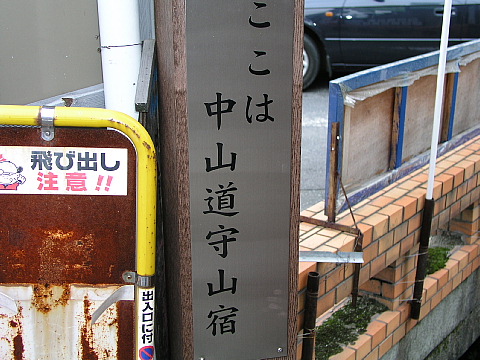 ここは
中山道守山宿
飛び出し
注意!!
出入口に付